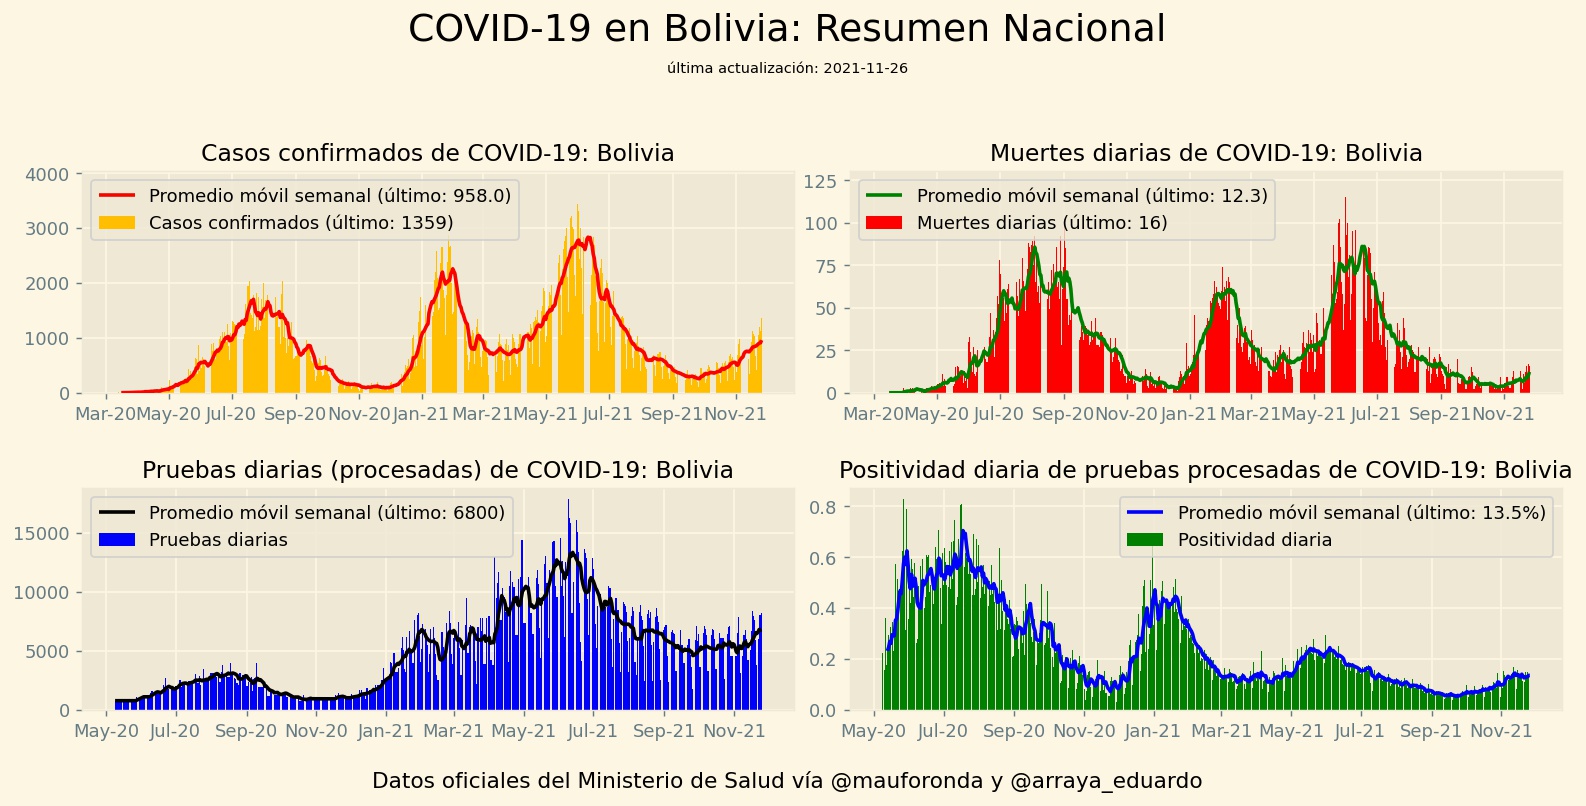 COVID-19 en Bolivia: Resumen Nacional
última actualización: 2021-11-26
Casos confirmados de COVID-19: Bolivia
Promedio móvil semanal (último: 958.0)
Casos confirmados (último: 1359)
4000
3000
2000
1000
0
Mar-20 May-20 Jul-20 Sep-20 Nov-20 Jan-21 Mar-21 May-21 Jul-21 Sep-21 Nov-21
Muertes diarias de COVID-19: Bolivia
Promedio móvil semanal (último: 12.3)
Muertes diarias (último: 16)
125
100
75
50
25
0
Mar-20 May-20 Jul-20 Sep-20 Nov-20 Jan-21 Mar-21 May-21 Jul-21 Sep-21 Nov-21
Pruebas diarias (procesadas) de COVID-19: Bolivia
Promedio móvil semanal (último: 6800)
Pruebas diarias
15000
10000
5000
0
May-20 Jul-20 Sep-20 Nov-20 Jan-21 Mar-21 May-21 Jul-21 Sep-21 Nov-21
Positividad diaria de pruebas procesadas de COVID-19: Bolivia
Promedio móvil semanal (último: 13.5%)
Positividad diaria
0.8
0.6
0.4
0.2
0.0
May-20 Jul-20 Sep-20 Nov-20 Jan-21 Mar-21 May-21 Jul-21 Sep-21 Nov-21
Datos oficiales del Ministerio de Salud vía @mauforonda y @arraya_eduardo